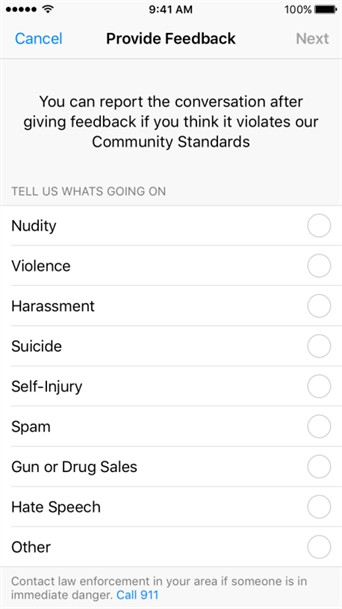 9:41 AM 100%
Cancel Provide Feedback Next
You can report the conversation after
giving feedback if you think it violates our
Community Standards
TELL US WHATS GOING ON
Nudity
Violence
Harassment
Suicide
Self-Injury
Spam
Gun or Drug Sales
Hate Speech
Other
Contact law enforcement in your area if someone is in
immediate danger. Call 911